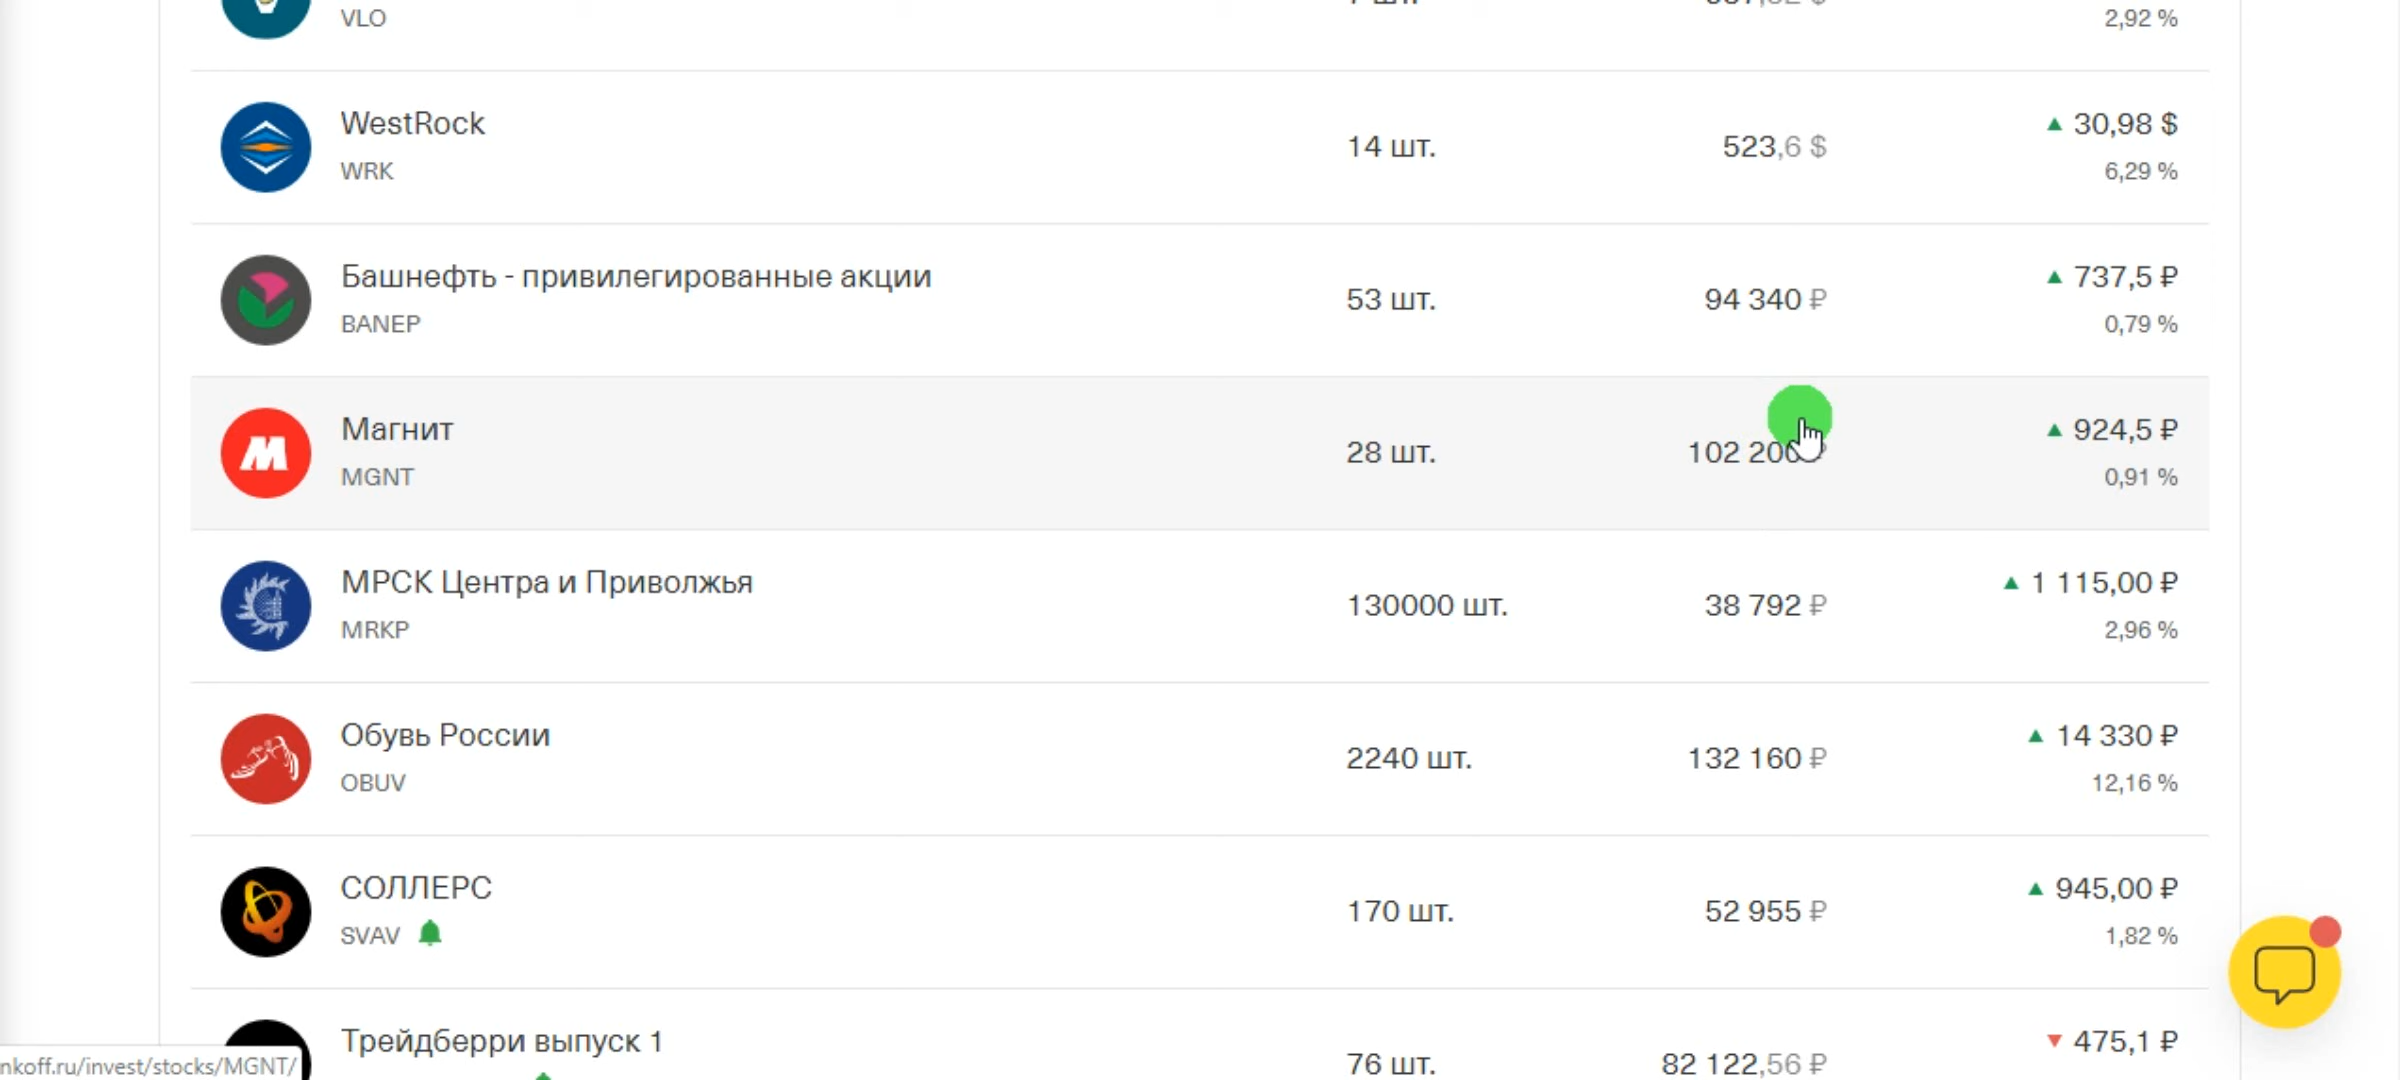 VLO
2,92 %
WestRock
WRK
14 шт.
523,6 $
▲ 30,98 $
6,29 %
Башнефть - привилегированные акции
BANEP
53 шт.
94 340 ₽
▲ 737,5 ₽
0,79 %
Магнит
MGNT
28 шт.
102 200 ₽
▲ 924,5 ₽
0,91 %
МРСК Центра и Приволжья
MRKP
130000 шт.
38 792 ₽
▲ 1 115,00 ₽
2,96 %
Обувь России
OBUV
2240 шт.
132 160 ₽
▲ 14 330 ₽
12,16 %
СОЛЛЕРС
SVAV
170 шт.
52 955 ₽
▲ 945,00 ₽
1,82 %
Трейдберри выпуск 1
76 шт.
82 122,56 ₽
▼ 475,1 ₽
nkoff.ru/invest/stocks/MGNT/